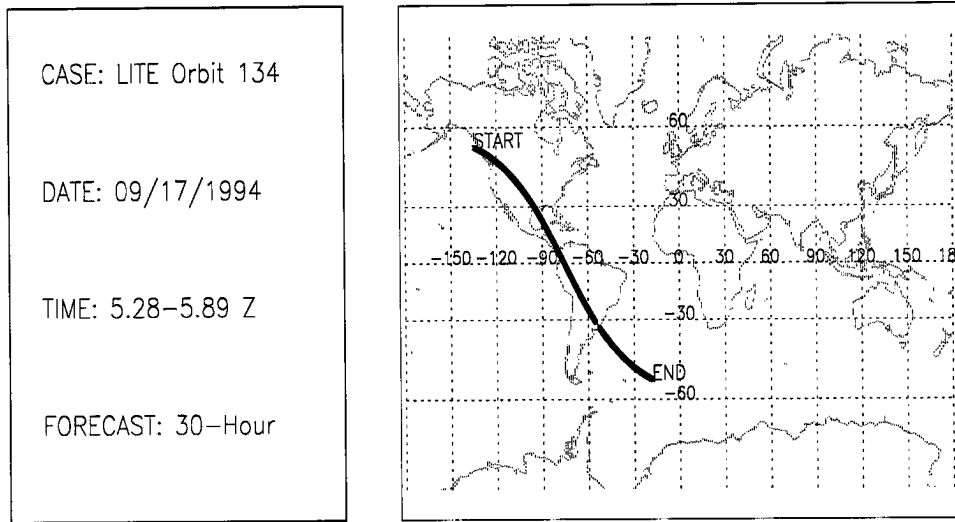 CASE: LITE Orbit 134
DATE: 09/17/1994
TIME: 5.28-5.89 Z
FORECAST: 30-Hour
60
START
30
-150 -120 -90 -60 -30 0 30 60 90 120 150 18
-30
END
-60